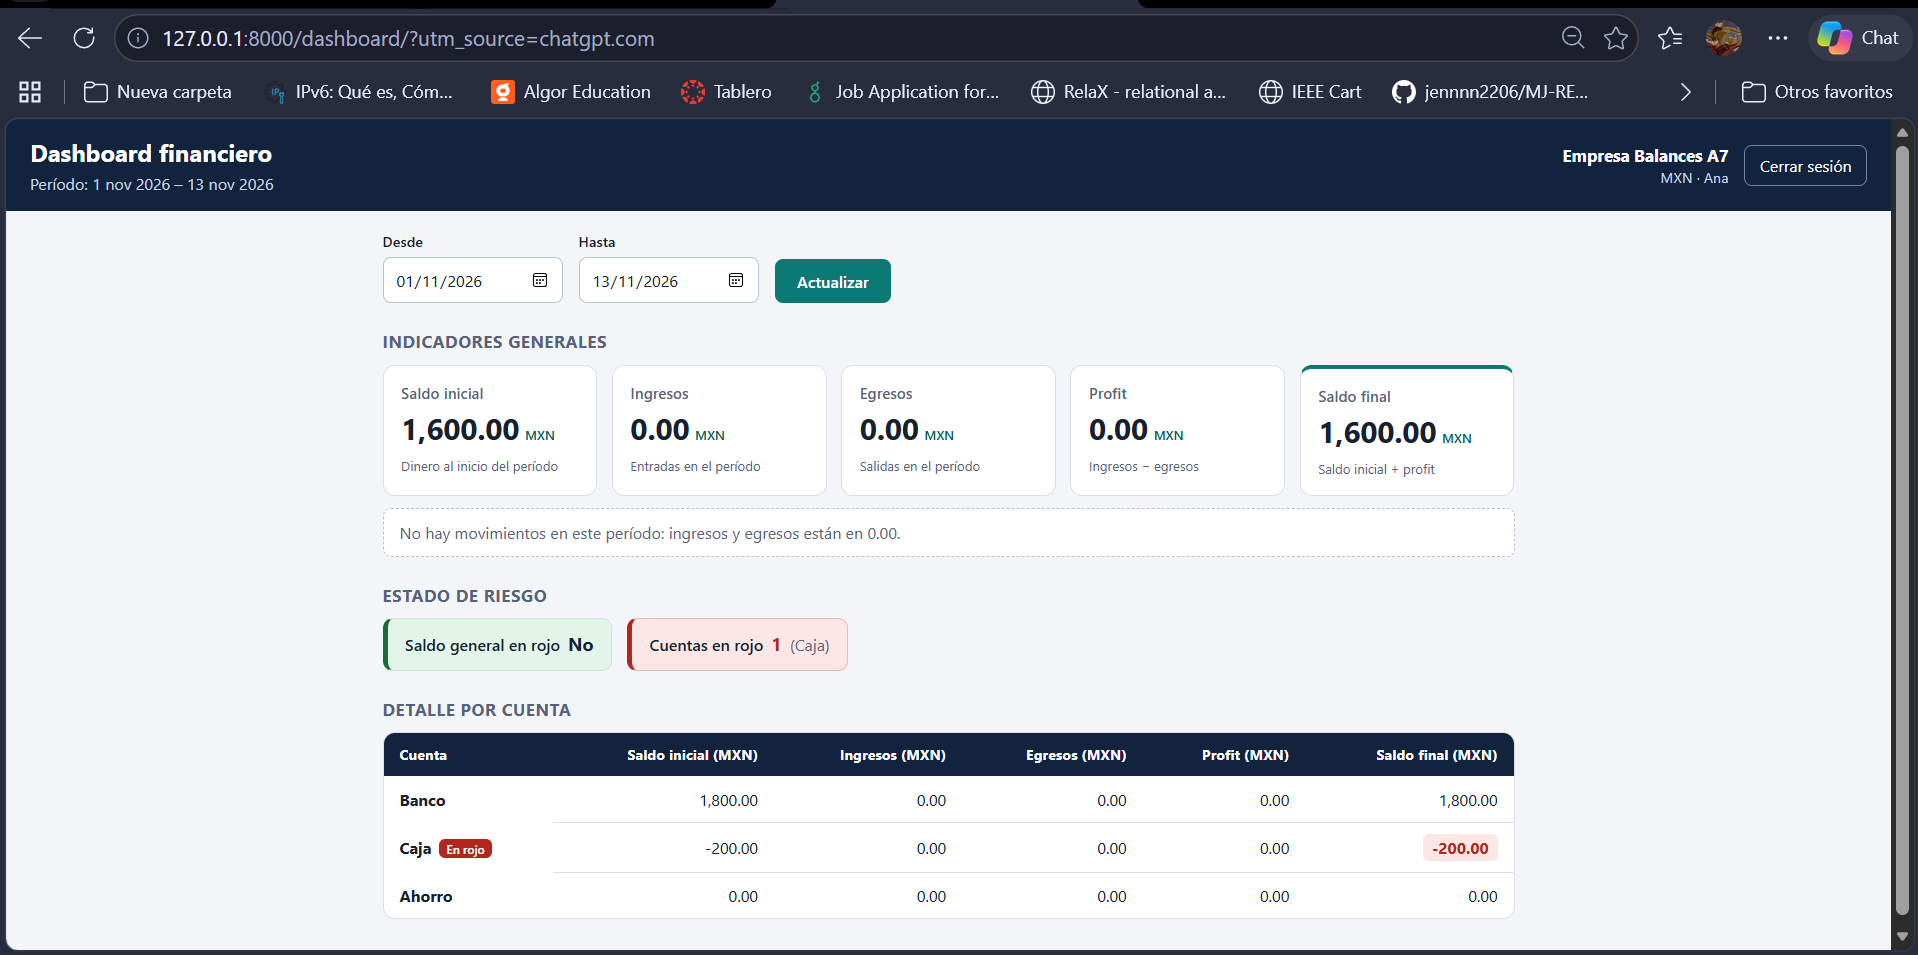 127.0.0.1:8000/dashboard/?utm_source=chatgpt.com
Chat
Nueva carpeta
IPv6: Qué es, Cóm...
Algor Education
Tablero
Job Application for...
RelaX - relational a...
IEEE Cart
jennnn2206/MJ-RE...
Otros favoritos
Dashboard financiero
Período: 1 nov 2026 – 13 nov 2026
Empresa Balances A7
MXN · Ana
Cerrar sesión
Desde
Hasta
01/11/2026
13/11/2026
Actualizar
INDICADORES GENERALES
Saldo inicial
1,600.00 MXN
Dinero al inicio del período
Ingresos
0.00 MXN
Entradas en el período
Egresos
0.00 MXN
Salidas en el período
Profit
0.00 MXN
Ingresos − egresos
Saldo final
1,600.00 MXN
Saldo inicial + profit
No hay movimientos en este período: ingresos y egresos están en 0.00.
ESTADO DE RIESGO
Saldo general en rojo No
Cuentas en rojo 1 (Caja)
DETALLE POR CUENTA
Cuenta Saldo inicial (MXN) Ingresos (MXN) Egresos (MXN) Profit (MXN) Saldo final (MXN)
Banco 1,800.00 0.00 0.00 0.00 1,800.00
Caja En rojo -200.00 0.00 0.00 0.00 -200.00
Ahorro 0.00 0.00 0.00 0.00 0.00